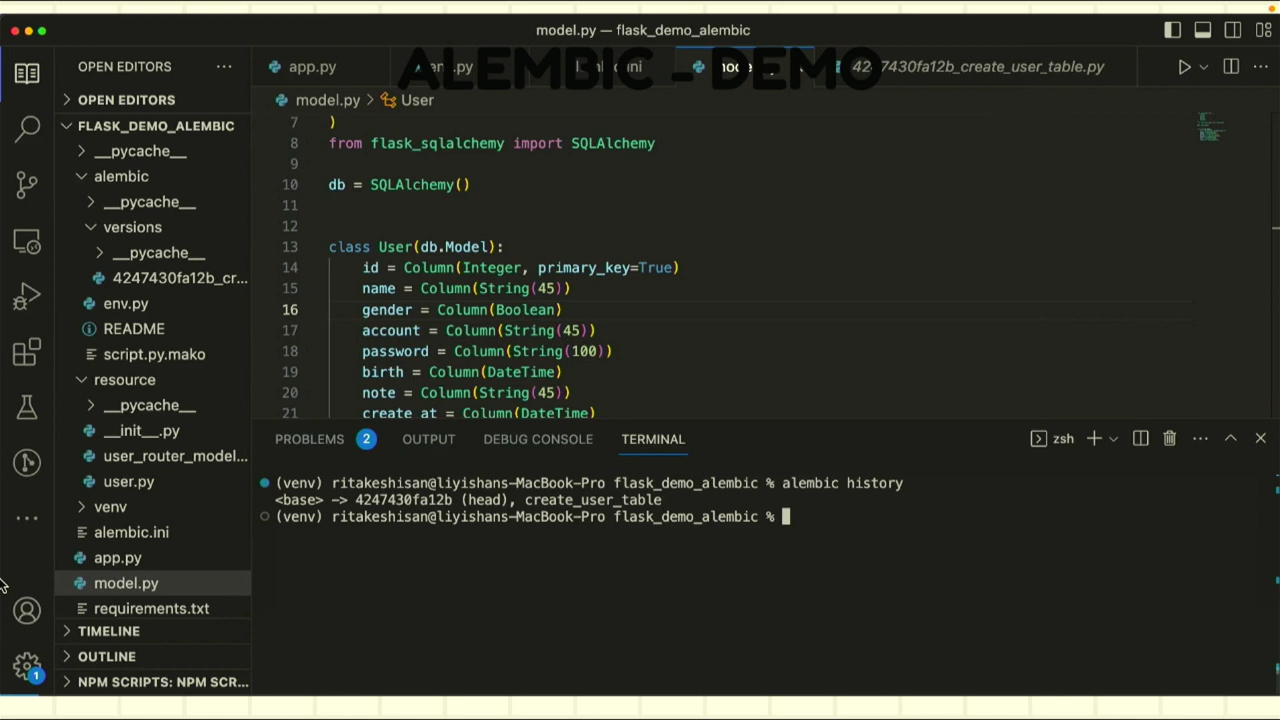 model.py — flask_demo_alembic
ALEMBIC - DEMO
OPEN EDITORS
app.py
4247430fa12b_create_user_table.py
OPEN EDITORS
model.py > User
FLASK_DEMO_ALEMBIC
__pycache__
alembic
__pycache__
versions
__pycache__
4247430fa12b_cr...
env.py
README
script.py.mako
resource
__pycache__
__init__.py
user_router_model...
user.py
venv
alembic.ini
app.py
model.py
requirements.txt
TIMELINE
OUTLINE
NPM SCRIPTS: NPM SCR...
1
7 )
8 from flask_sqlalchemy import SQLAlchemy
9
10 db = SQLAlchemy()
11
12
13 class User(db.Model):
14 id = Column(Integer, primary_key=True)
15 name = Column(String(45))
16 gender = Column(Boolean)
17 account = Column(String(45))
18 password = Column(String(100))
19 birth = Column(DateTime)
20 note = Column(String(45))
21 create_at = Column(DateTime)
PROBLEMS 2 OUTPUT DEBUG CONSOLE TERMINAL zsh
(venv) ritakeshisan@liyishans-MacBook-Pro flask_demo_alembic % alembic history
<base> -> 4247430fa12b (head), create_user_table
(venv) ritakeshisan@liyishans-MacBook-Pro flask_demo_alembic %